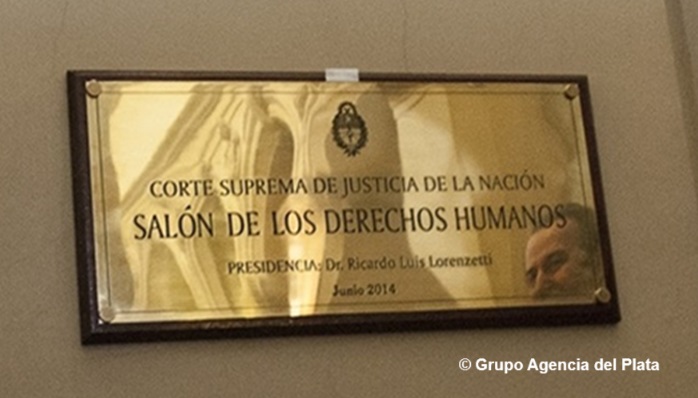 CORTE SUPREMA DE JUSTICIA DE LA NACIÓN
SALÓN DE LOS DERECHOS HUMANOS
PRESIDENCIA: Dr. Ricardo Luis Lorenzetti
Junio 2014
© Grupo Agencia del Plata